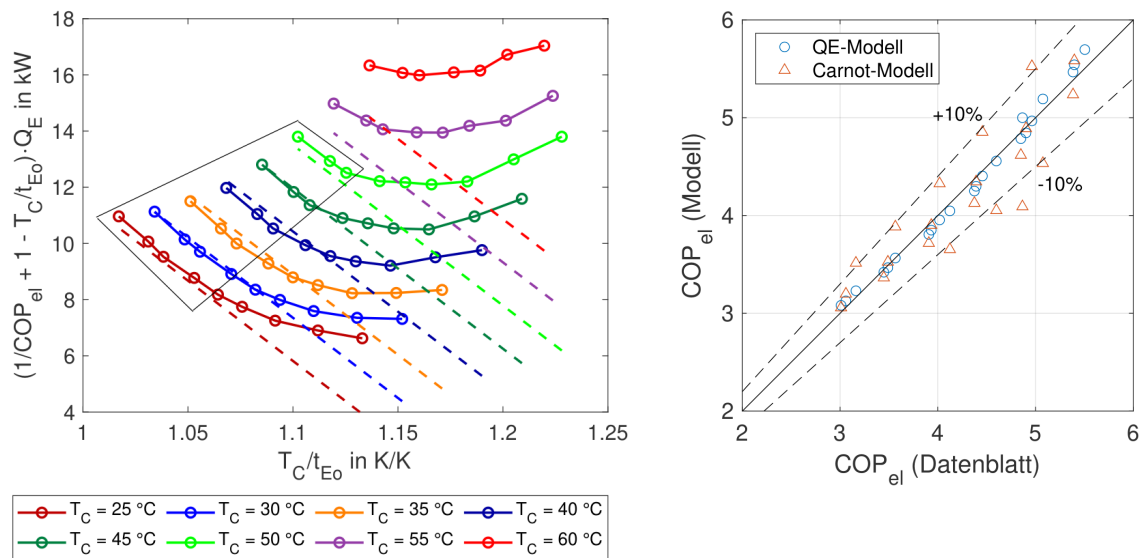 (1/COP_el + 1 - T_C/t_Eo)·Q_E in kW
18
16
14
12
10
8
6
4
1
1.05
1.1
1.15
1.2
1.25
T_C/t_Eo in K/K
T_C = 25 °C
T_C = 30 °C
T_C = 35 °C
T_C = 40 °C
T_C = 45 °C
T_C = 50 °C
T_C = 55 °C
T_C = 60 °C
COP_el (Modell)
6
5
4
3
2
QE-Modell
Carnot-Modell
+10%
-10%
2
3
4
5
6
COP_el (Datenblatt)